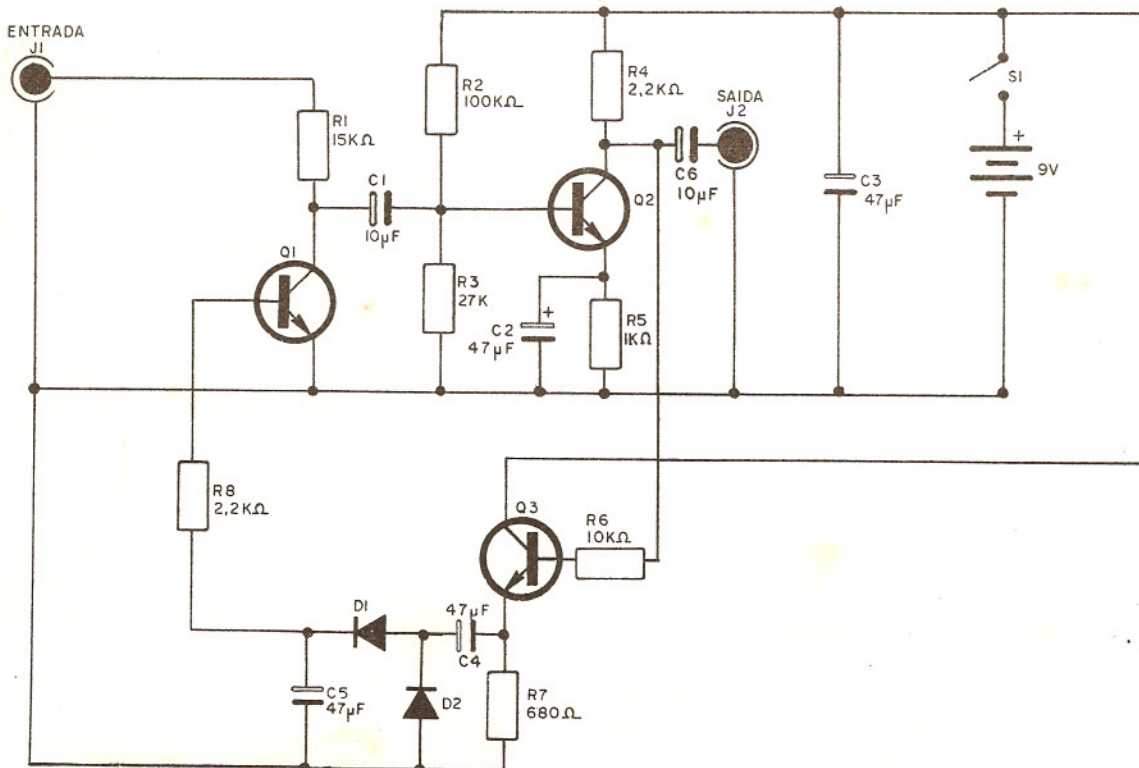 ENTRADA
J1
R1
15KΩ
R2
100KΩ
R4
2,2KΩ
SAIDA
J2
S1
+
9V
C1
10µF
Q2
C6
10µF
C3
47µF
Q1
R3
27K
+
C2
47µF
R5
1KΩ
R8
2,2KΩ
Q3
R6
10KΩ
D1
47µF
C4
C5
47µF
D2
R7
680Ω